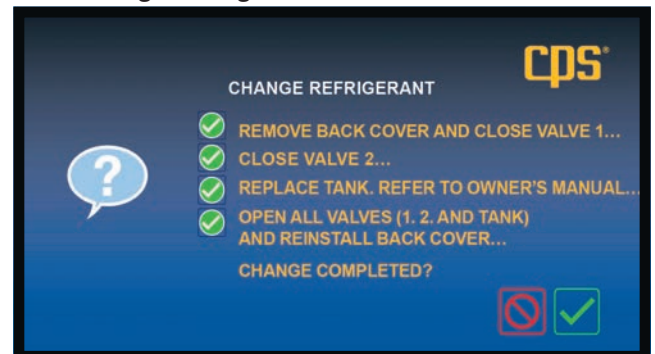 cps®
CHANGE REFRIGERANT
REMOVE BACK COVER AND CLOSE VALVE 1...
CLOSE VALVE 2...
?
REPLACE TANK. REFER TO OWNER'S MANUAL...
OPEN ALL VALVES (1. 2. AND TANK)
AND REINSTALL BACK COVER...
CHANGE COMPLETED?